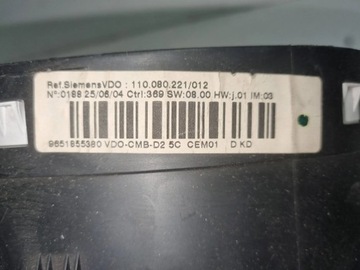 Ref.SiemensVDO : 110.080.221/012
N°:0188 25/06/04 Ctrl:369 SW:08.00 HW:j.01 IM:03
9651855380 VDO-CMB-D2 5C CEM01 D KD